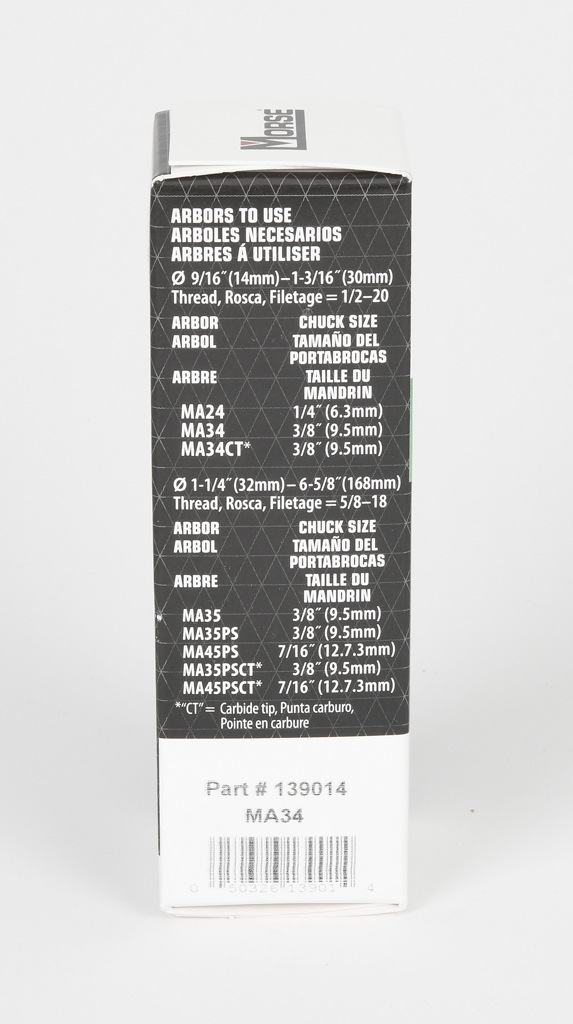 MORSE
ARBORS TO USE
ARBOLES NECESARIOS
ARBRES Á UTILISER
Ø 9/16″(14mm)–1-3/16″(30mm)
Thread, Rosca, Filetage = 1/2–20
ARBOR CHUCK SIZE
ARBOL TAMAÑO DEL
PORTABROCAS
ARBRE TAILLE DU
MANDRIN
MA24 1/4″ (6.3mm)
MA34 3/8″ (9.5mm)
MA34CT* 3/8″ (9.5mm)
Ø 1-1/4″(32mm)–6-5/8″(168mm)
Thread, Rosca, Filetage = 5/8–18
ARBOR CHUCK SIZE
ARBOL TAMAÑO DEL
PORTABROCAS
ARBRE TAILLE DU
MANDRIN
MA35 3/8″ (9.5mm)
MA35PS 3/8″ (9.5mm)
MA45PS 7/16″ (12.7.3mm)
MA35PSCT* 3/8″ (9.5mm)
MA45PSCT* 7/16″ (12.7.3mm)
*"CT"= Carbide tip, Punta carburo,
Pointe en carbure
Part # 139014
MA34
0 50326 13901 4